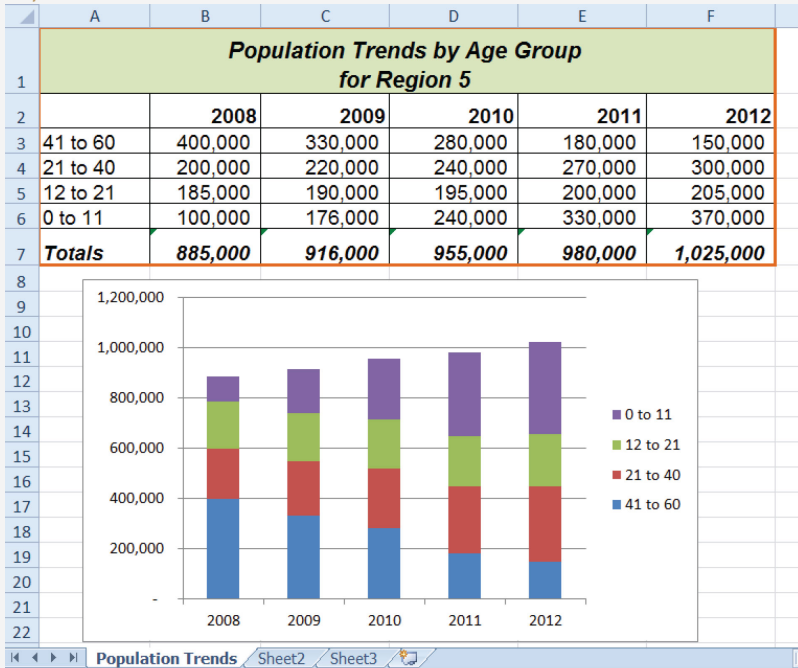 A B C D E F
1 Population Trends by Age Group
for Region 5
2 2008 2009 2010 2011 2012
3 41 to 60 400,000 330,000 280,000 180,000 150,000
4 21 to 40 200,000 220,000 240,000 270,000 300,000
5 12 to 21 185,000 190,000 195,000 200,000 205,000
6 0 to 11 100,000 176,000 240,000 330,000 370,000
7 Totals 885,000 916,000 955,000 980,000 1,025,000
8
9 1,200,000
10
11 1,000,000
12
13 800,000
0 to 11
14
12 to 21
15 600,000
16 21 to 40
17 400,000
41 to 60
18
19 200,000
20
21 -
22 2008 2009 2010 2011 2012
Population Trends Sheet2 Sheet3